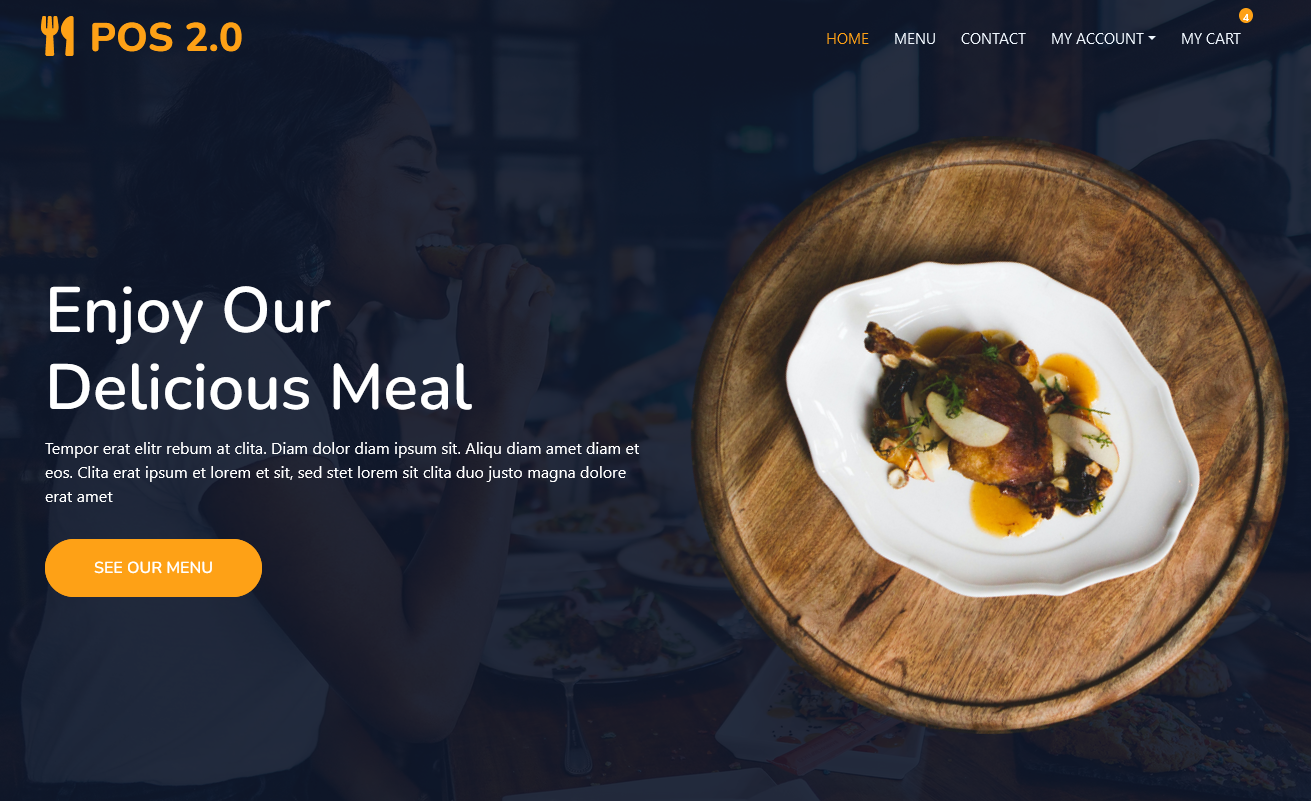 POS 2.0
HOME MENU CONTACT MY ACCOUNT MY CART 4
Enjoy Our
Delicious Meal
Tempor erat elitr rebum at clita. Diam dolor diam ipsum sit. Aliqu diam amet diam et
eos. Clita erat ipsum et lorem et sit, sed stet lorem sit clita duo justo magna dolore
erat amet
SEE OUR MENU